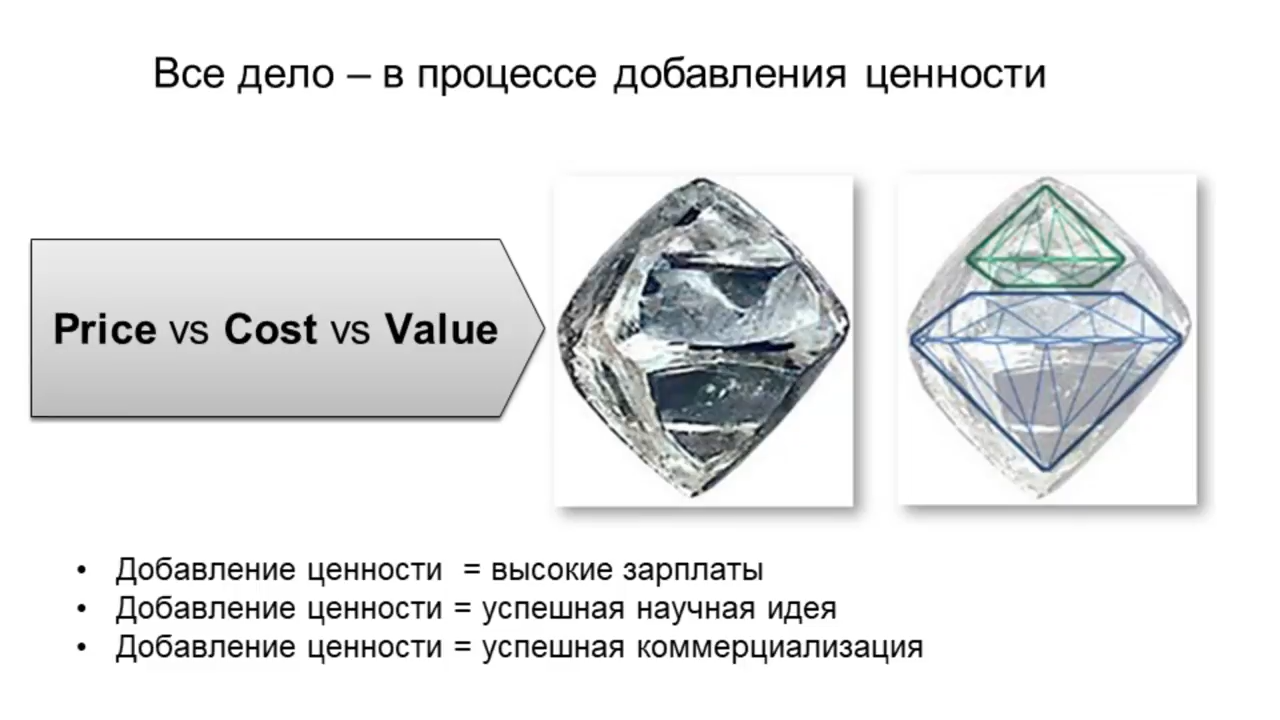 Все дело – в процессе добавления ценности
Price vs Cost vs Value
• Добавление ценности = высокие зарплаты
• Добавление ценности = успешная научная идея
• Добавление ценности = успешная коммерциализация